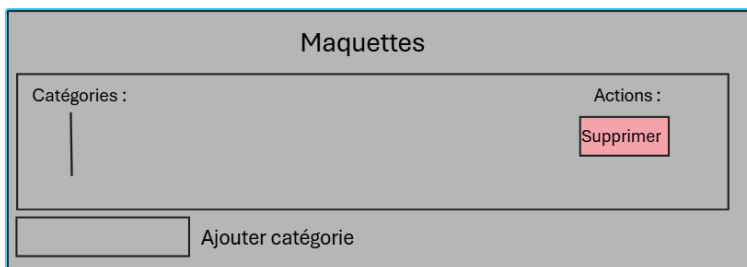 Maquettes
Catégories :
Actions :
Supprimer
Ajouter catégorie